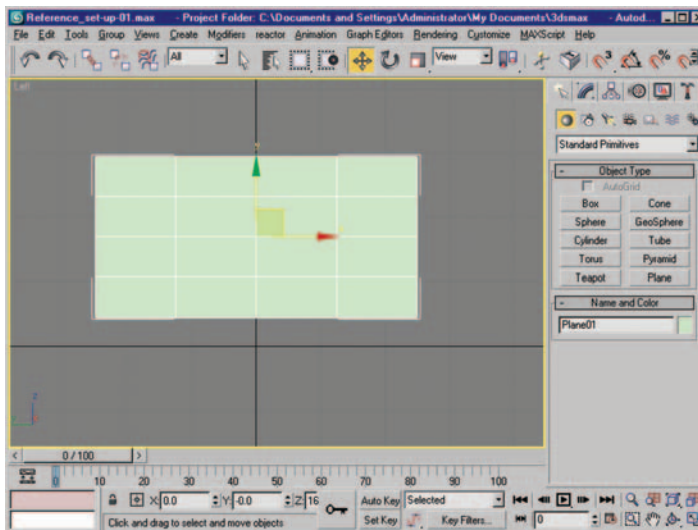 Reference_set-up-01.max - Project Folder: C:\Documents and Settings\Administrator\My Documents\3dsmax - Autod...
File Edit Tools Group Views Create Modifiers reactor Animation Graph Editors Rendering Customize MAXScript Help
All View 3 % 3
Left
Standard Primitives
- Object Type
AutoGrid
Box Cone
Sphere GeoSphere
Cylinder Tube
Torus Pyramid
Teapot Plane
- Name and Color
Plane01
< 0 / 100 >
0 10 20 30 40 50 60 70 80 90 100
X: 0.0 Y: -0.0 Z: 16 Auto Key Selected
Click and drag to select and move objects Set Key Key Filters... 0